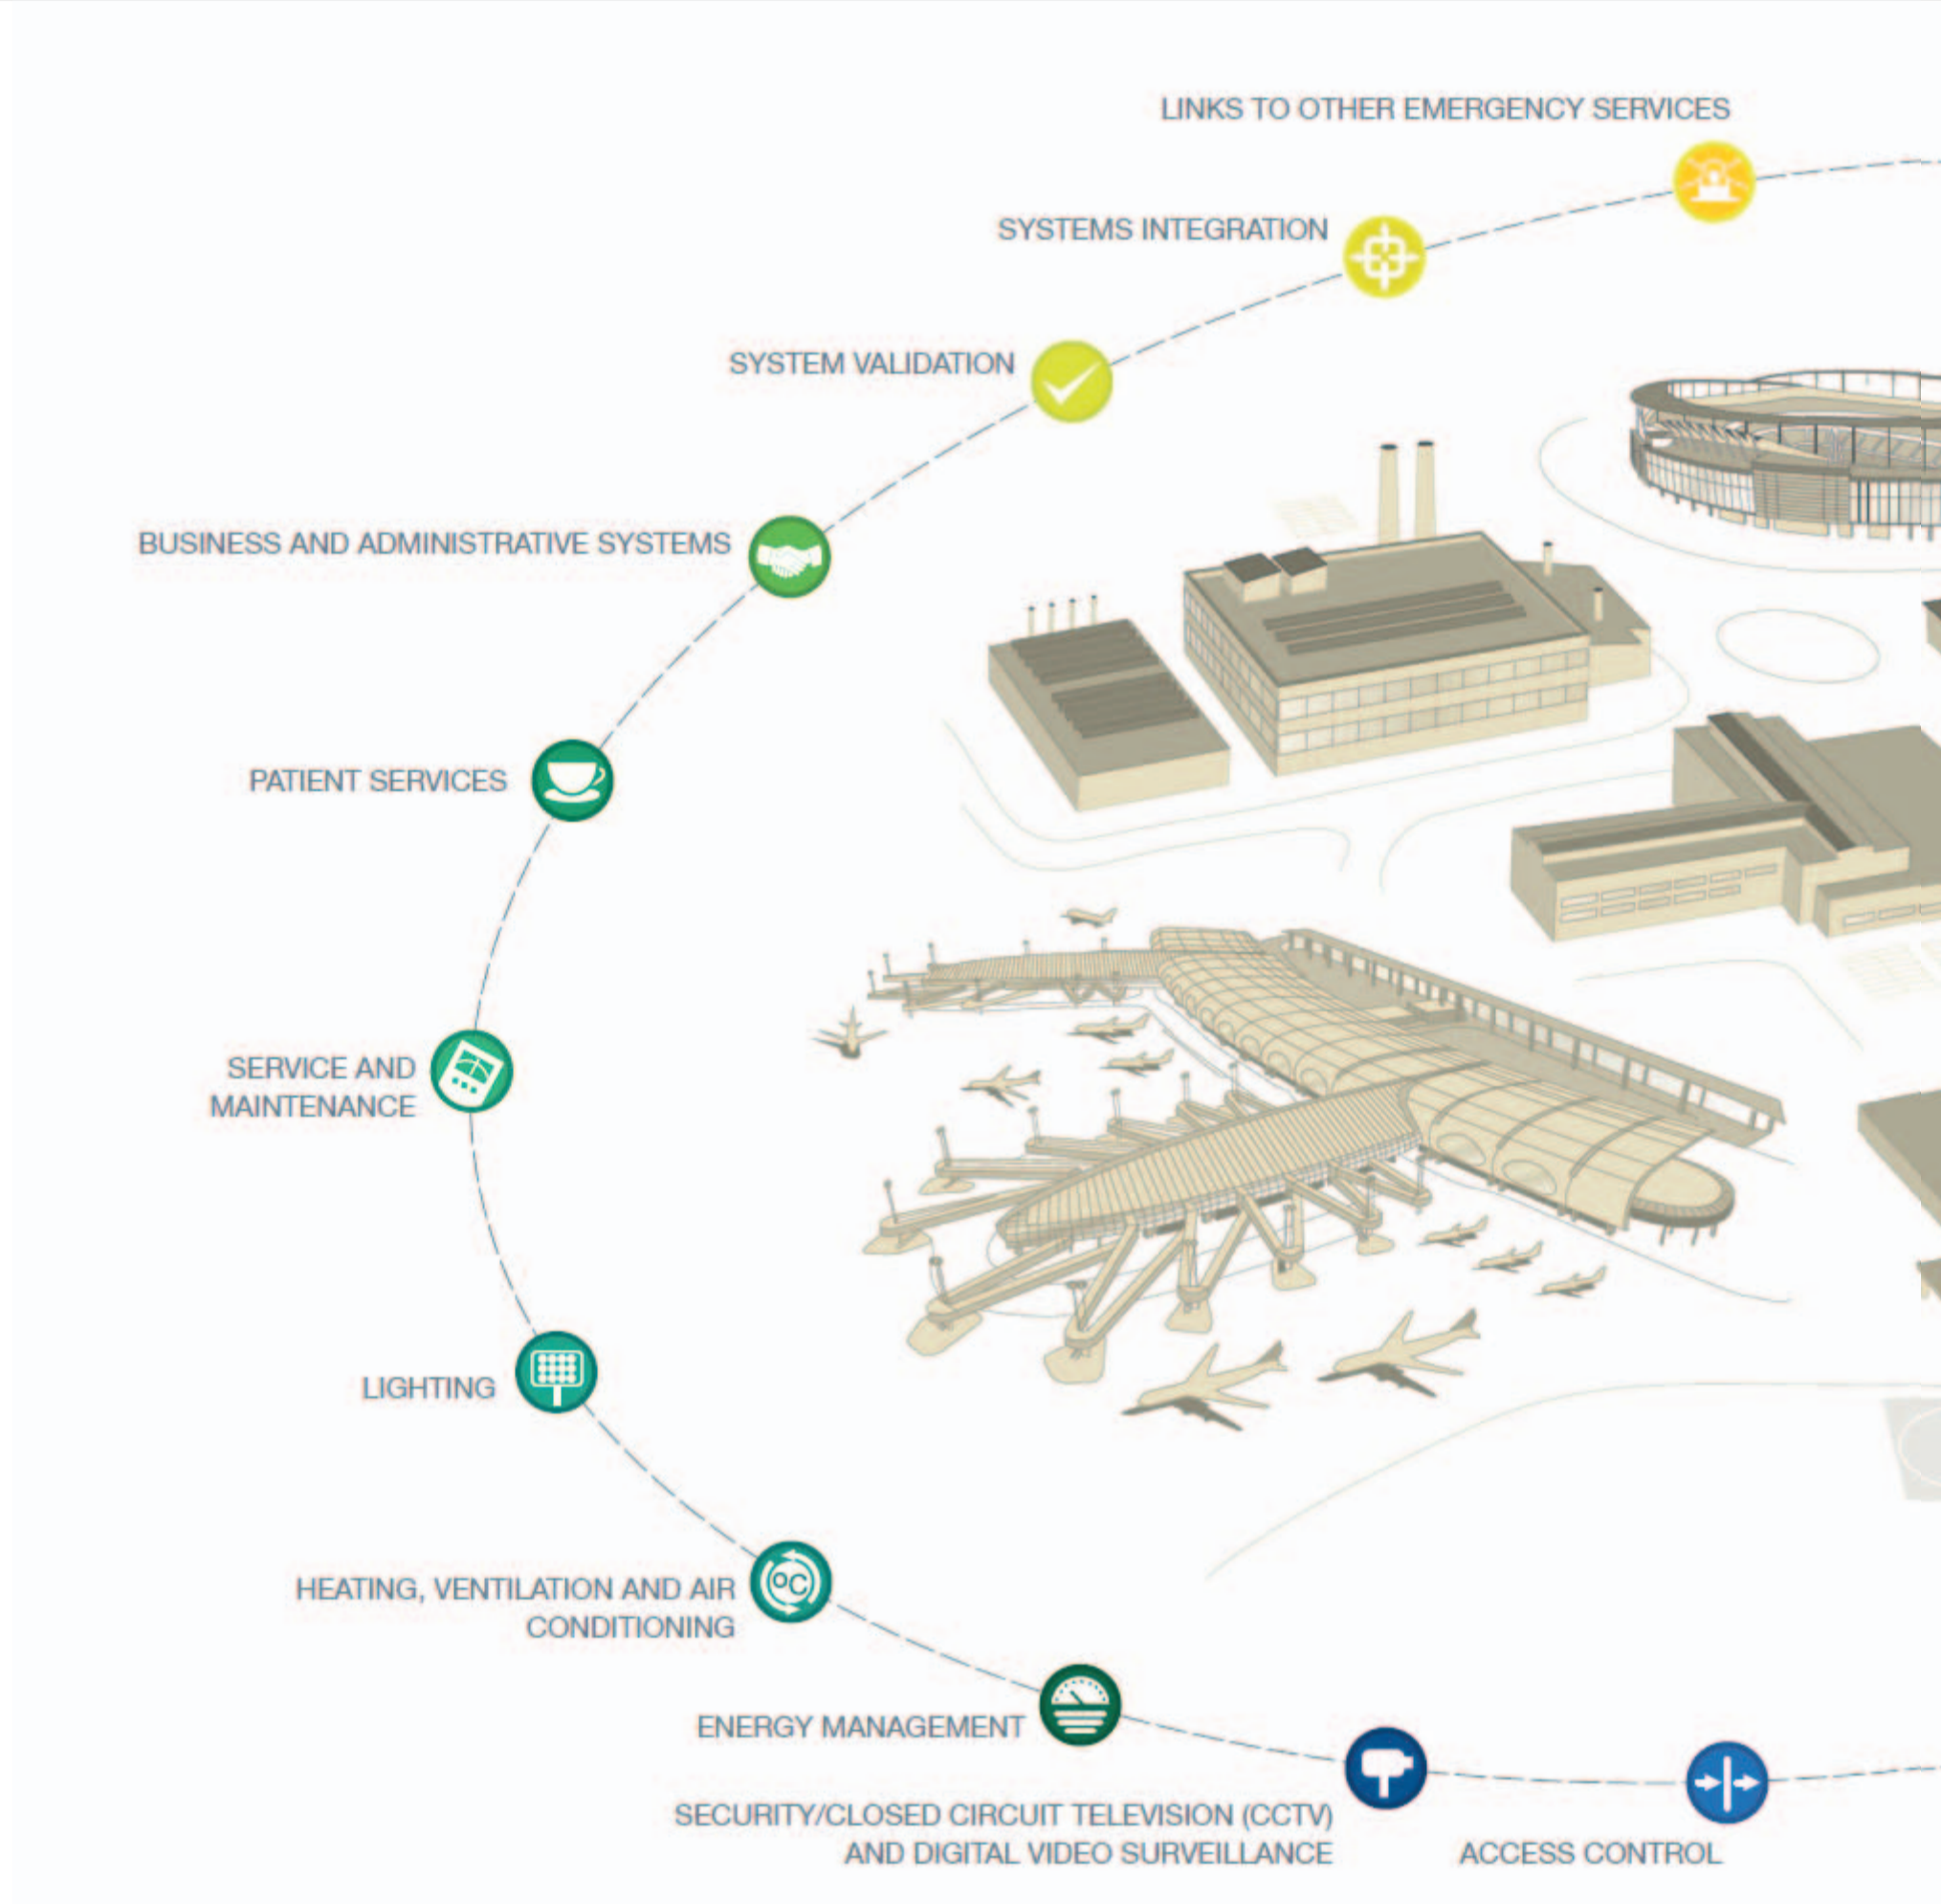 LINKS TO OTHER EMERGENCY SERVICES
SYSTEMS INTEGRATION
SYSTEM VALIDATION
BUSINESS AND ADMINISTRATIVE SYSTEMS
PATIENT SERVICES
SERVICE AND
MAINTENANCE
LIGHTING
HEATING, VENTILATION AND AIR
CONDITIONING
ENERGY MANAGEMENT
SECURITY/CLOSED CIRCUIT TELEVISION (CCTV)
AND DIGITAL VIDEO SURVEILLANCE
ACCESS CONTROL
ºC